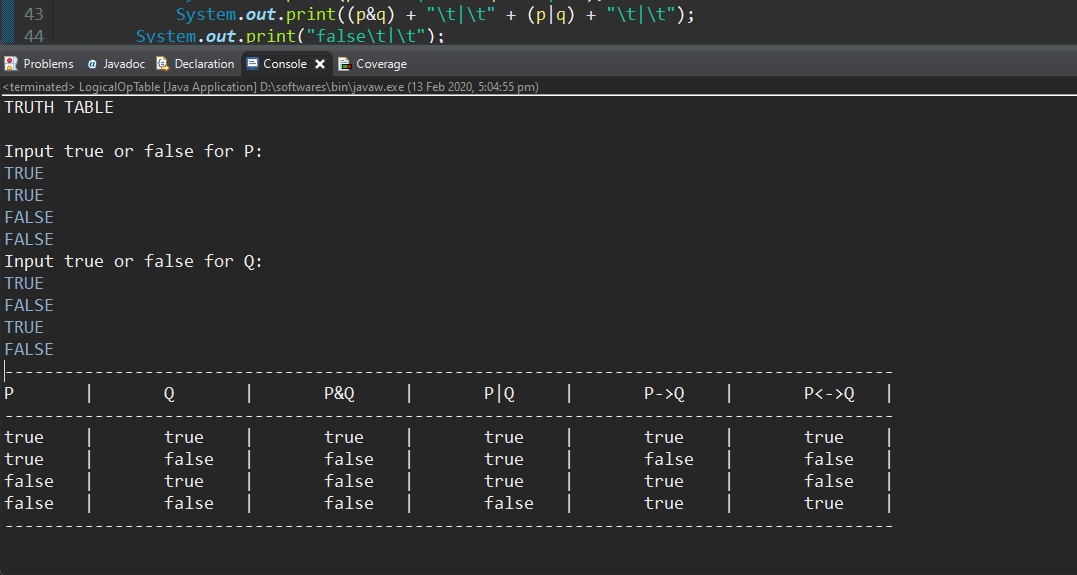 43 System.out.print((p&q) + "\t|\t" + (p|q) + "\t|\t");
44 System.out.print("false\t|\t");
Problems @ Javadoc Declaration Console Coverage
<terminated> LogicalOpTable [Java Application] D:\softwares\bin\javaw.exe (13 Feb 2020, 5:04:55 pm)
TRUTH TABLE
Input true or false for P:
TRUE
TRUE
FALSE
FALSE
Input true or false for Q:
TRUE
FALSE
TRUE
FALSE
-----------------------------------------------------------------------------------------
P | Q | P&Q | P|Q | P->Q | P<->Q |
-----------------------------------------------------------------------------------------
true | true | true | true | true | true |
true | false | false | true | false | false |
false | true | false | true | true | false |
false | false | false | false | true | true |
-----------------------------------------------------------------------------------------